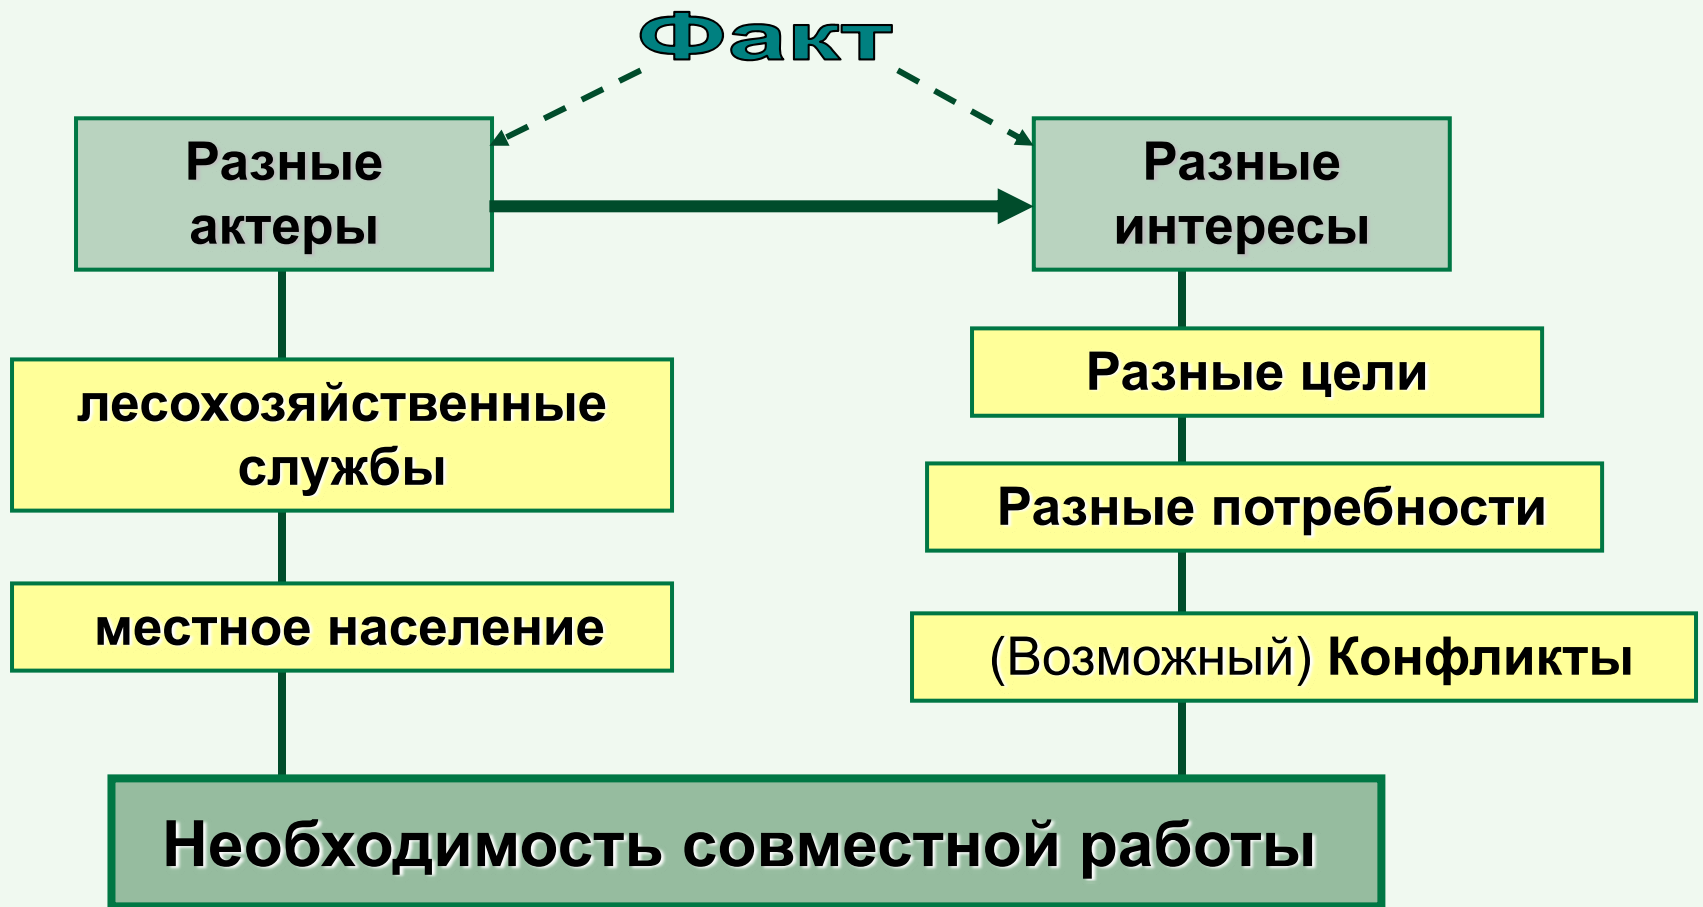 Факт
Разные
актеры
Разные
интересы
лесохозяйственные
службы
местное население
Разные цели
Разные потребности
(Возможный) Конфликты
Необходимость совместной работы